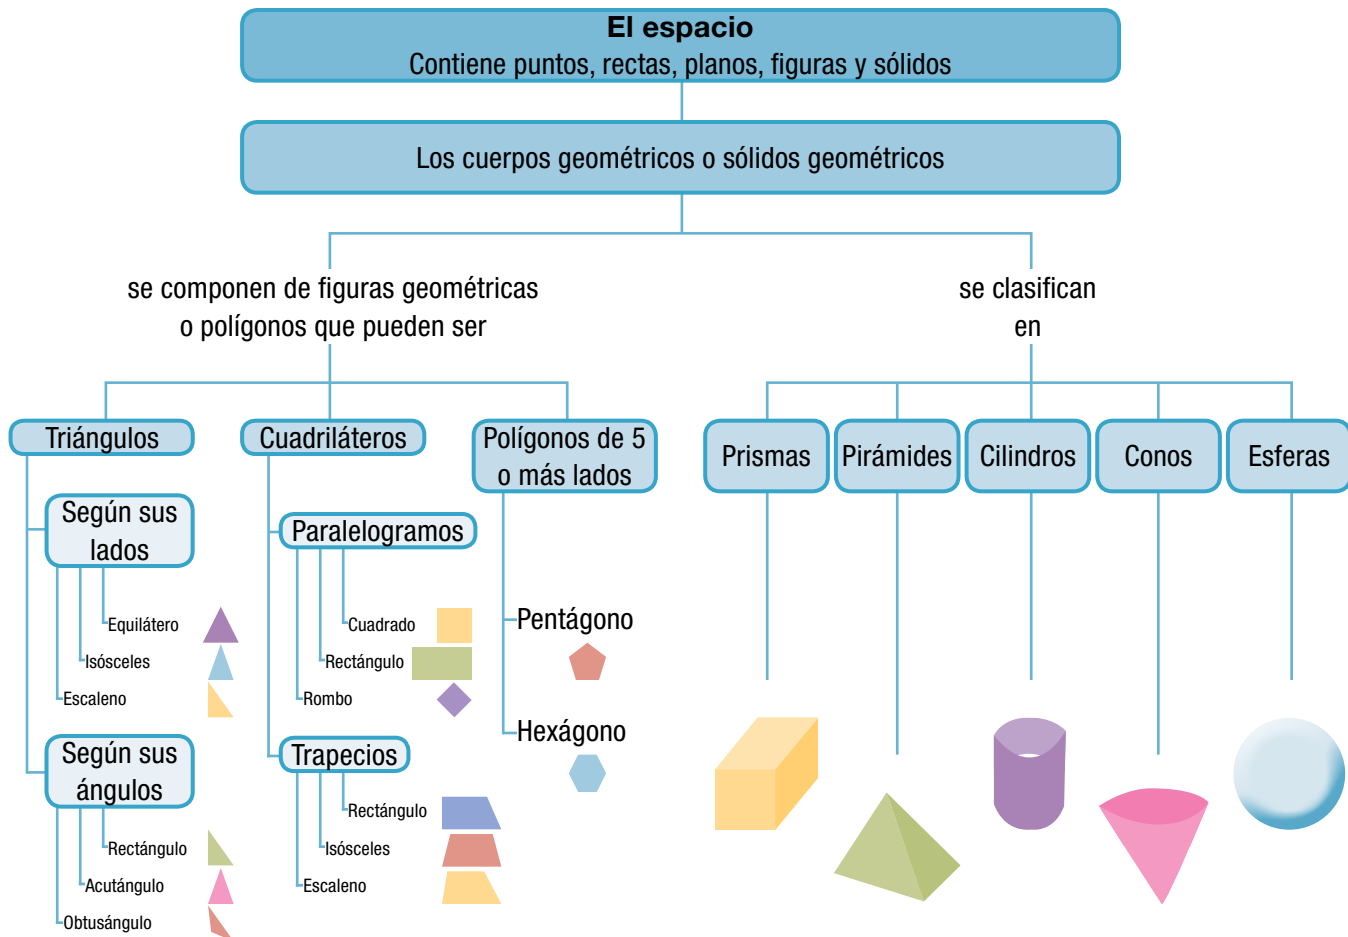 El espacio
Contiene puntos, rectas, planos, figuras y sólidos
Los cuerpos geométricos o sólidos geométricos
se componen de figuras geométricas
o polígonos que pueden ser
Triángulos
Según sus
lados
Equilátero
Isósceles
Escaleno
Según sus
ángulos
Rectángulo
Acutángulo
Obtusángulo
Cuadriláteros
Paralelogramos
Cuadrado
Rectángulo
Rombo
Trapecios
Rectángulo
Isósceles
Escaleno
Polígonos de 5
o más lados
Pentágono
Hexágono
se clasifican
en
Prismas
Pirámides
Cilindros
Conos
Esferas